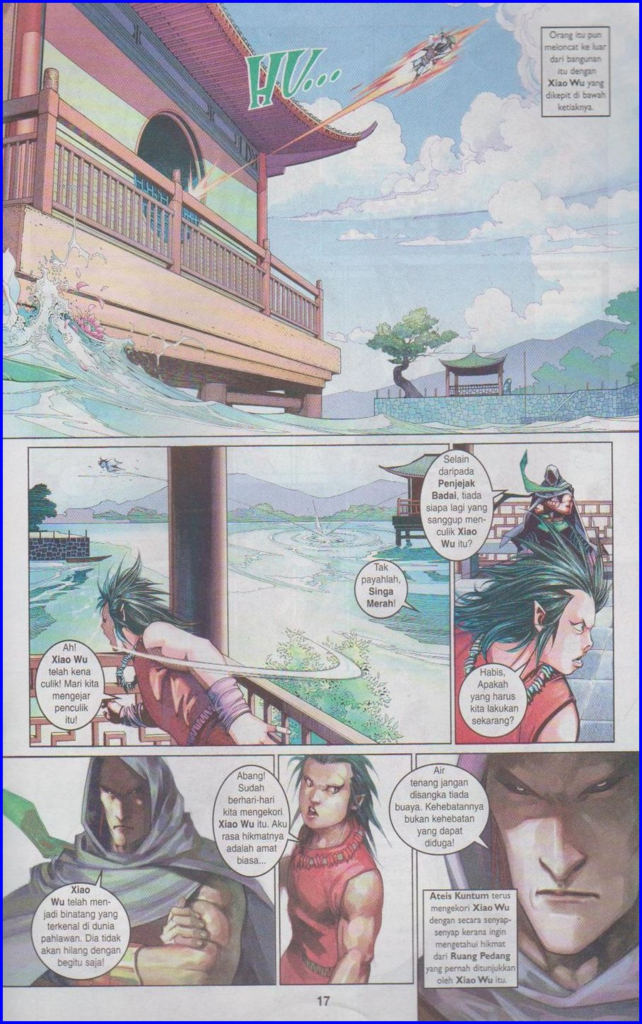 HU...
Orang itu pun
meloncat ke luar
dari bangunan
itu dengan
Xiao Wu yang
dikepit di bawah
ketiaknya.
Ah!
Xiao Wu
telah kena
culik! Mari kita
mengejar
penculik
itu!
Tak
payahlah,
Singa
Merah!
Selain
daripada
Penjejak
Badai, tiada
siapa lagi yang
sanggup men-
culik Xiao
Wu itu?
Habis,
Apakah
yang harus
kita lakukan
sekarang?
Xiao
Wu telah men-
jadi binatang yang
terkenal di dunia
pahlawan. Dia tidak
akan hilang dengan
begitu saja!
Abang!
Sudah
berhari-hari
kita mengekori
Xiao Wu itu. Aku
rasa hikmatnya
adalah amat
biasa...
Air
tenang jangan
disangka tiada
buaya. Kehebatannya
bukan kehebatan
yang dapat
diduga!
Ateis Kuntum terus
mengekori Xiao Wu
dengan secara senyap-
senyap kerana ingin
mengetahui hikmat
dari Ruang Pedang
yang pernah ditunjukkan
oleh Xiao Wu itu.
17